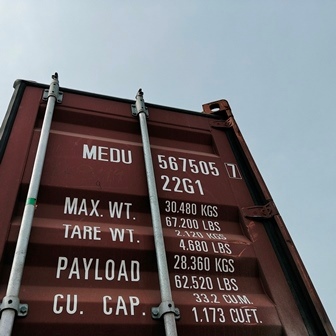 MEDU 567505 7
22G1
MAX. WT. 30.480 KGS
67.200 LBS
TARE WT. 2.120 KGS
4.680 LBS
PAYLOAD 28.360 KGS
62.520 LBS
CU. CAP. 33.2 CU.M.
1.173 CU.FT.